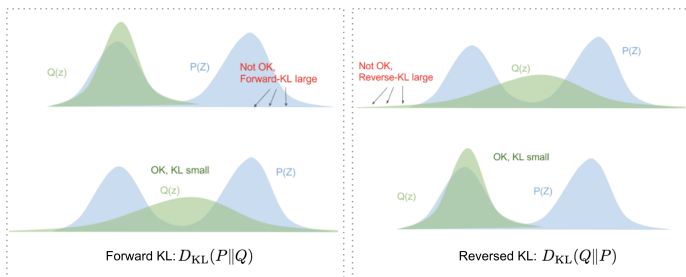 Q(z)
P(Z)
Not OK,
Forward-KL large
OK, KL small
Q(z)
P(Z)
Forward KL: D_KL(P‖Q)
Not OK,
Reverse-KL large
Q(z)
P(Z)
OK, KL small
Q(z)
P(Z)
Reversed KL: D_KL(Q‖P)